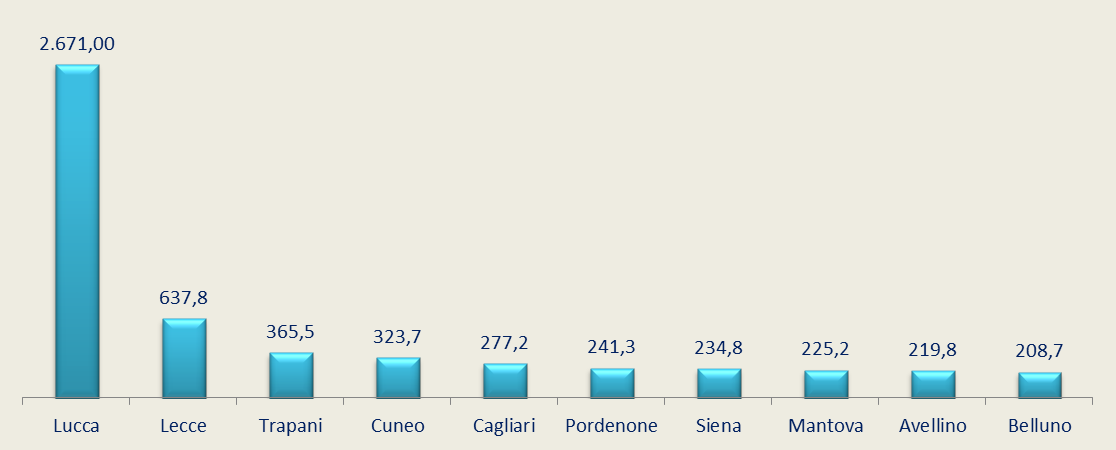 2.671,00
637,8
365,5
323,7
277,2
241,3
234,8
225,2
219,8
208,7
Lucca
Lecce
Trapani
Cuneo
Cagliari
Pordenone
Siena
Mantova
Avellino
Belluno